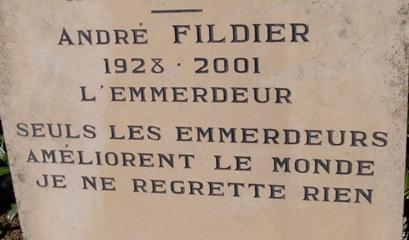 ANDRÉ FILDIER
1928 · 2001
L'EMMERDEUR
SEULS LES EMMERDEURS
AMÉLIORENT LE MONDE
JE NE REGRETTE RIEN